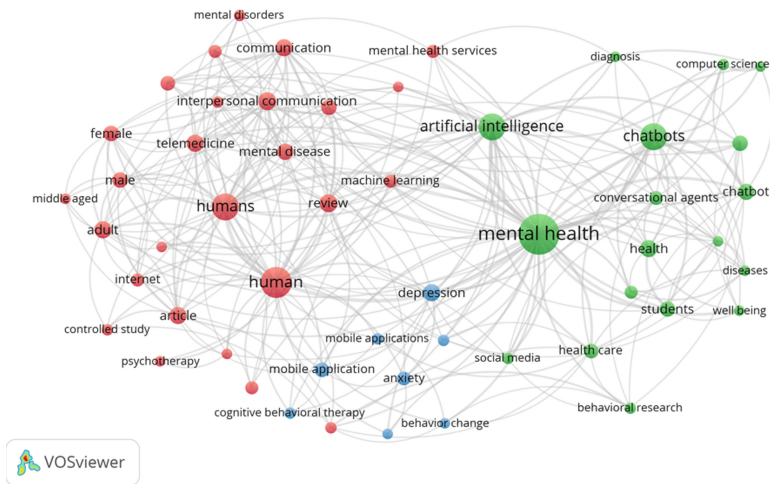 mental disorders
communication
mental health services
diagnosis
computer science
interpersonal communication
artificial intelligence
chatbots
female
telemedicine
mental disease
machine learning
male
middle aged
humans
review
conversational agents
chatbot
adult
mental health
health
internet
human
depression
diseases
article
students
well being
controlled study
mobile applications
psychotherapy
mobile application
anxiety
social media
health care
cognitive behavioral therapy
behavior change
behavioral research
VOSviewer